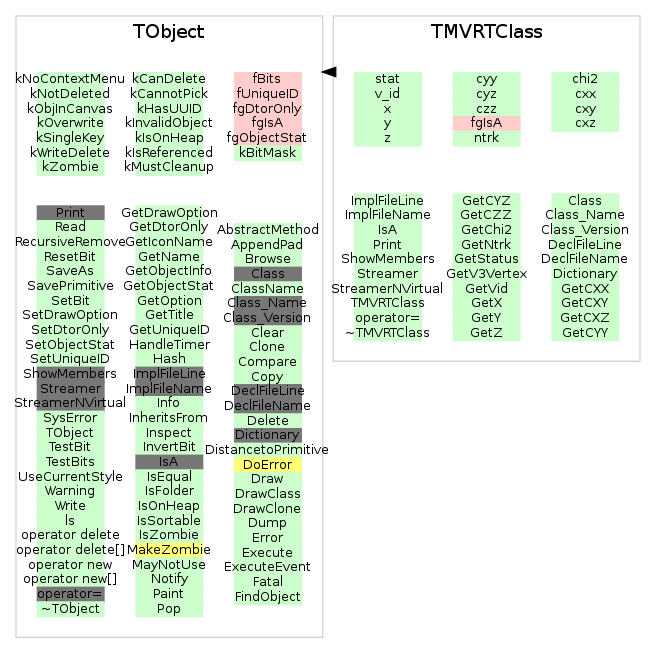 TObject
kNoContextMenu
kNotDeleted
kObjInCanvas
kOverwrite
kSingleKey
kWriteDelete
kZombie
kCanDelete
kCannotPick
kHasUUID
kInvalidObject
kIsOnHeap
kIsReferenced
kMustCleanup
fBits
fUniqueID
fgDtorOnly
fgIsA
fgObjectStat
kBitMask
Print
Read
RecursiveRemove
ResetBit
SaveAs
SavePrimitive
SetBit
SetDrawOption
SetDtorOnly
SetObjectStat
SetUniqueID
ShowMembers
Streamer
StreamerNVirtual
SysError
TObject
TestBit
TestBits
UseCurrentStyle
Warning
Write
ls
operator delete
operator delete[]
operator new
operator new[]
operator=
~TObject
GetDrawOption
GetDtorOnly
GetIconName
GetName
GetObjectInfo
GetObjectStat
GetOption
GetTitle
GetUniqueID
HandleTimer
Hash
ImplFileLine
ImplFileName
Info
InheritsFrom
Inspect
InvertBit
IsA
IsEqual
IsFolder
IsOnHeap
IsSortable
IsZombie
MakeZombie
MayNotUse
Notify
Paint
Pop
AbstractMethod
AppendPad
Browse
Class
ClassName
Class_Name
Class_Version
Clear
Clone
Compare
Copy
DeclFileLine
DeclFileName
Delete
Dictionary
DistancetoPrimitive
DoError
Draw
DrawClass
DrawClone
Dump
Error
Execute
ExecuteEvent
Fatal
FindObject
TMVRTClass
stat
v_id
x
y
z
cyy
cyz
czz
fgIsA
ntrk
chi2
cxx
cxy
cxz
ImplFileLine
ImplFileName
IsA
Print
ShowMembers
Streamer
StreamerNVirtual
TMVRTClass
operator=
~TMVRTClass
GetCYZ
GetCZZ
GetChi2
GetNtrk
GetStatus
GetV3Vertex
GetVid
GetX
GetY
GetZ
Class
Class_Name
Class_Version
DeclFileLine
DeclFileName
Dictionary
GetCXX
GetCXY
GetCXZ
GetCYY